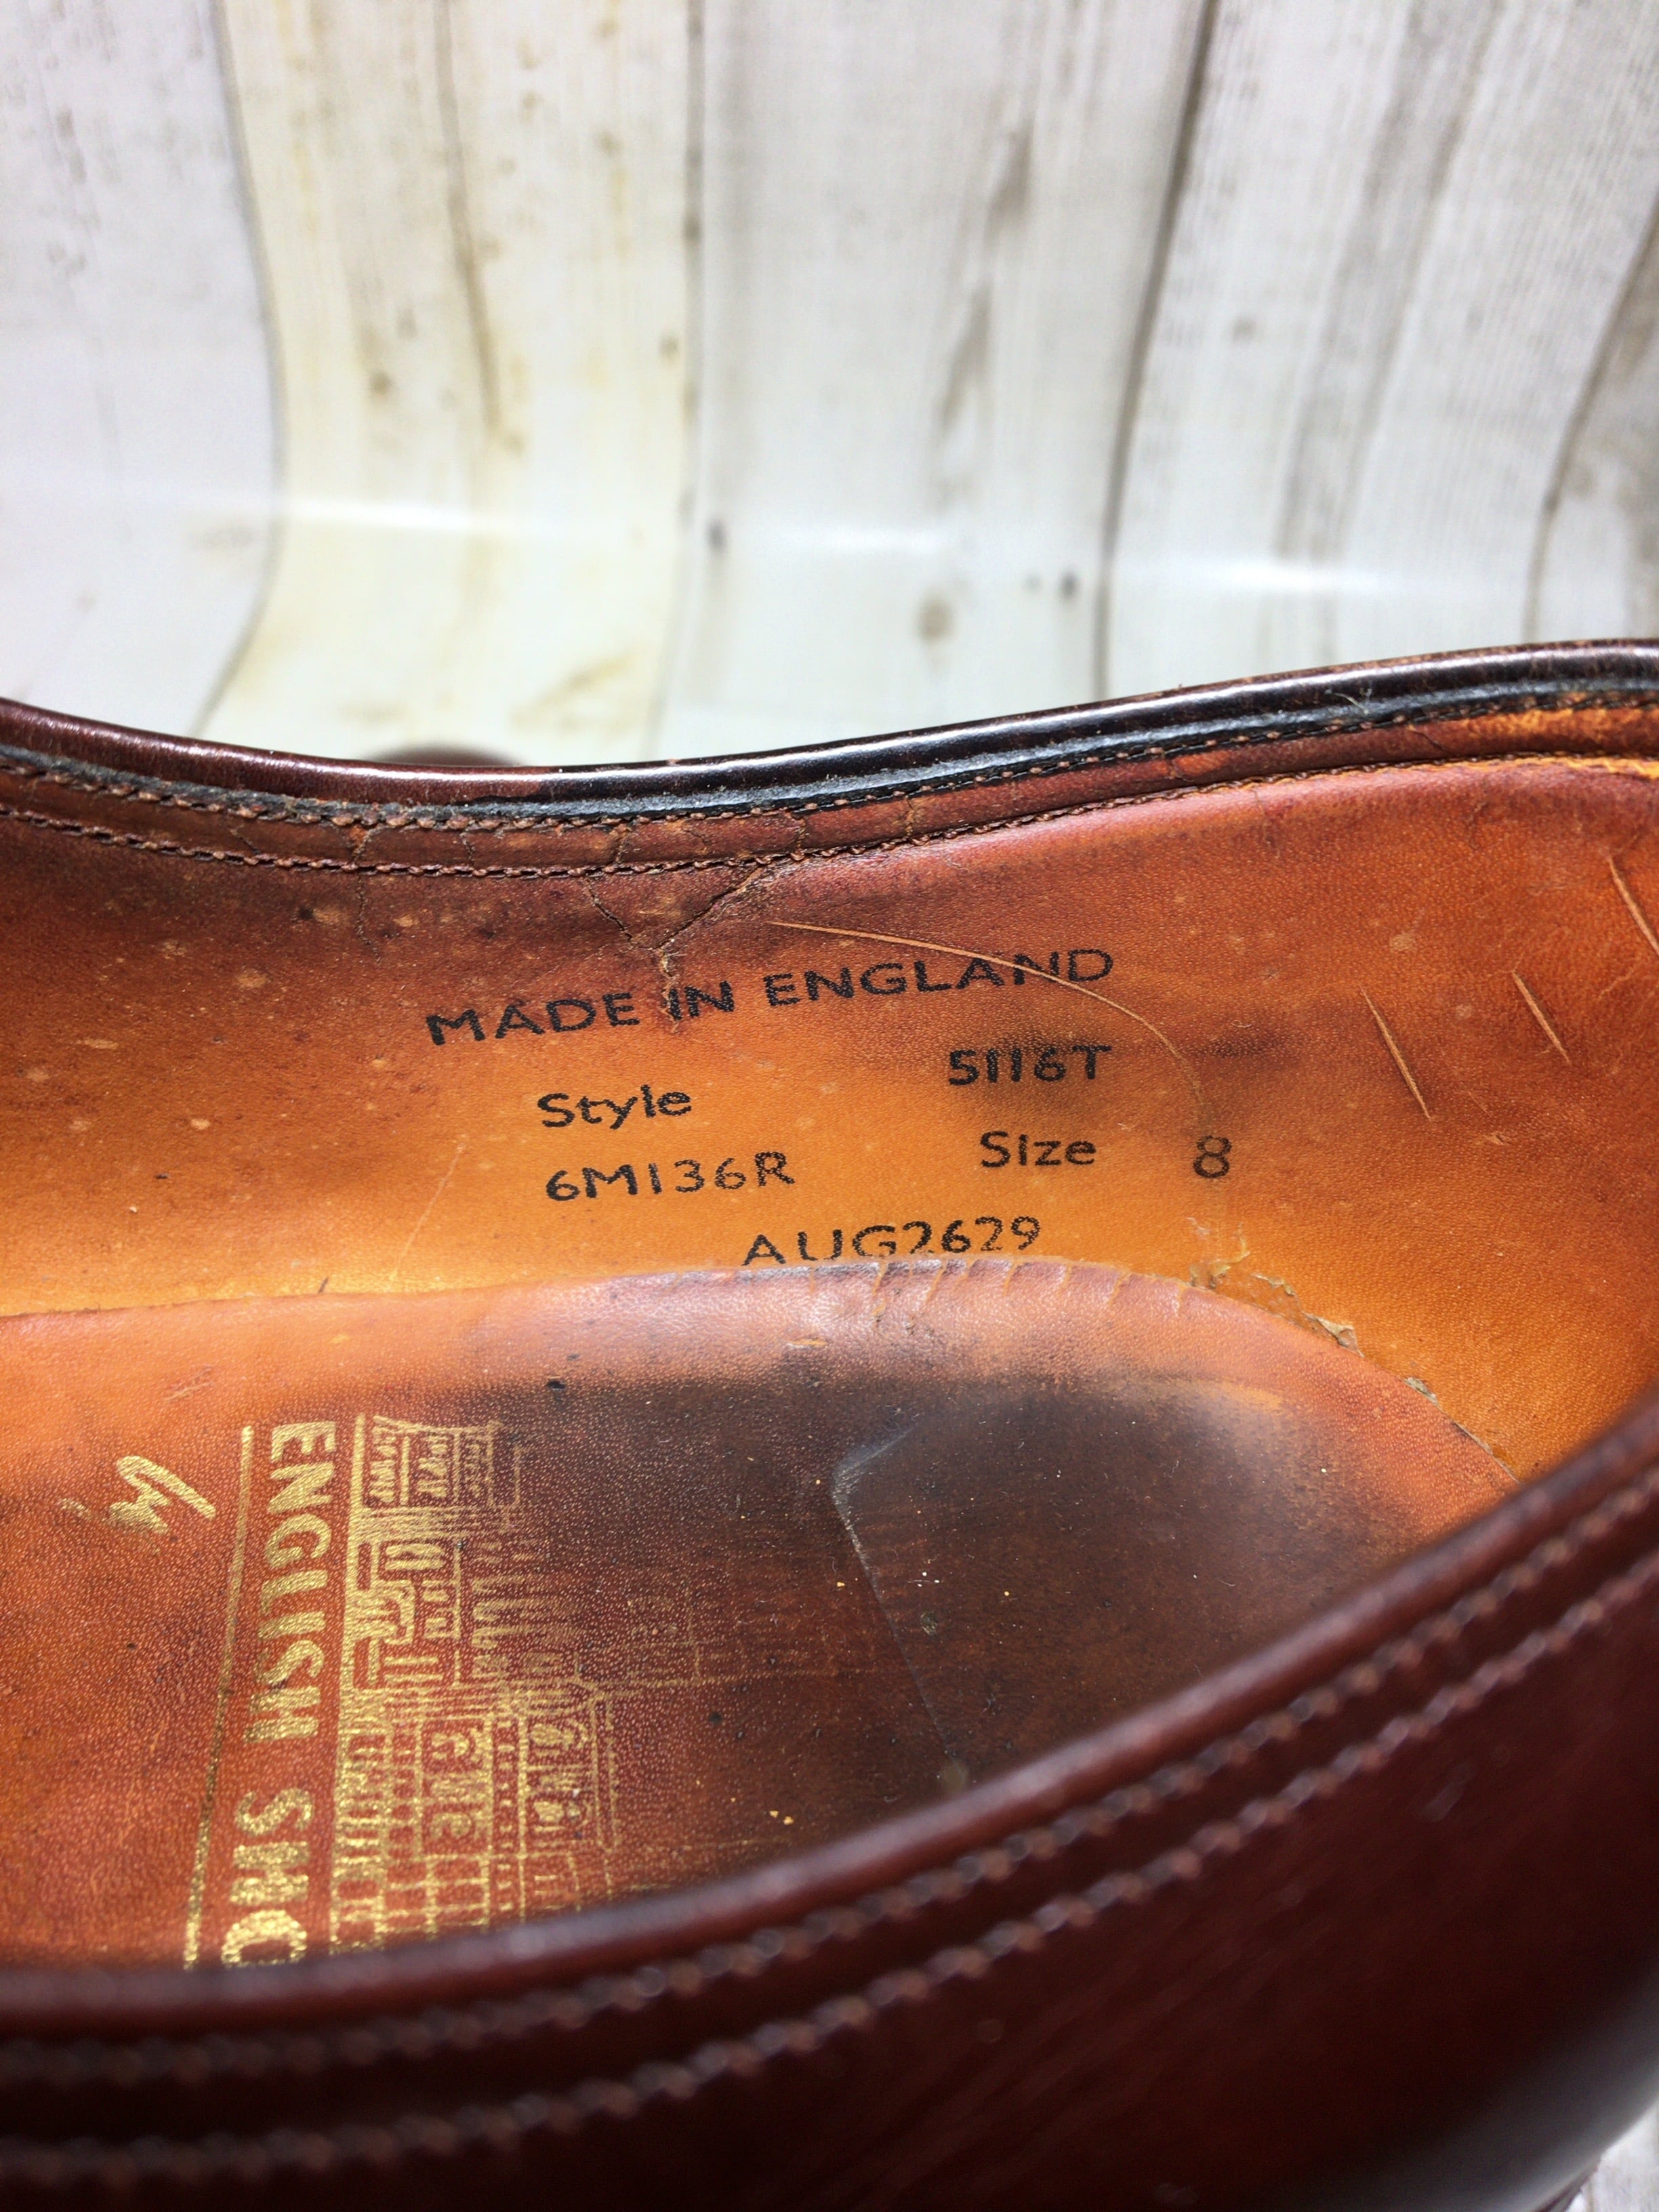 MADE IN ENGLAND
5116T
Style
Size 8
6M136R
AUG2629
ENGLISH SHO